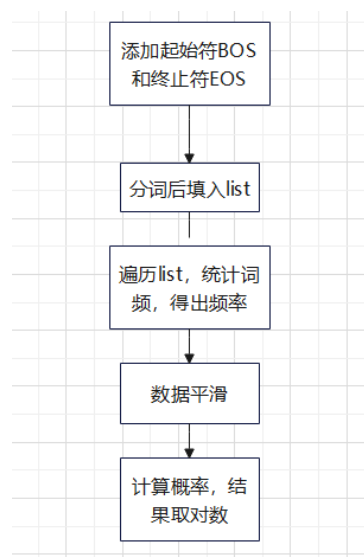 添加起始符BOS
和终止符EOS
分词后填入list
遍历list，统计词
频，得出频率
数据平滑
计算概率，结
果取对数